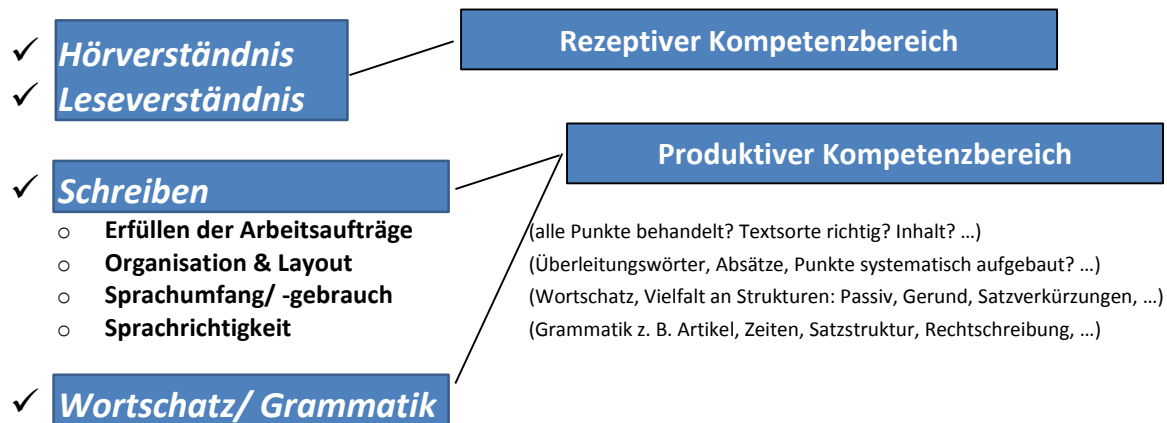 ✓ Hörverständnis
✓ Leseverständnis
Rezeptiver Kompetenzbereich
Produktiver Kompetenzbereich
✓ Schreiben
o Erfüllen der Arbeitsaufträge (alle Punkte behandelt? Textsorte richtig? Inhalt? …)
o Organisation & Layout (Überleitungswörter, Absätze, Punkte systematisch aufgebaut? …)
o Sprachumfang/ -gebrauch (Wortschatz, Vielfalt an Strukturen: Passiv, Gerund, Satzverkürzungen, …)
o Sprachrichtigkeit (Grammatik z. B. Artikel, Zeiten, Satzstruktur, Rechtschreibung, …)
✓ Wortschatz/ Grammatik